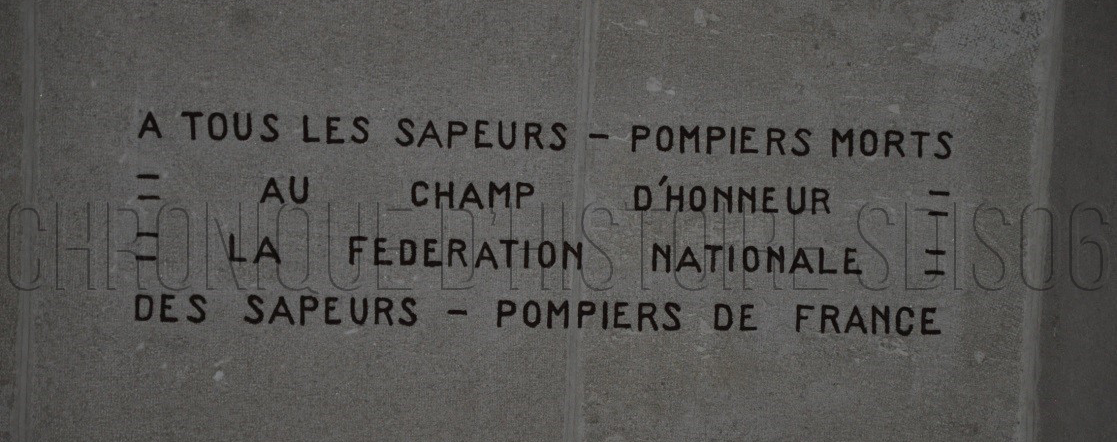 A TOUS LES SAPEURS – POMPIERS MORTS
= AU CHAMP D'HONNEUR =
= LA FEDERATION NATIONALE =
DES SAPEURS – POMPIERS DE FRANCE
CHRONIQUE D'HISTOIRE SDIS06